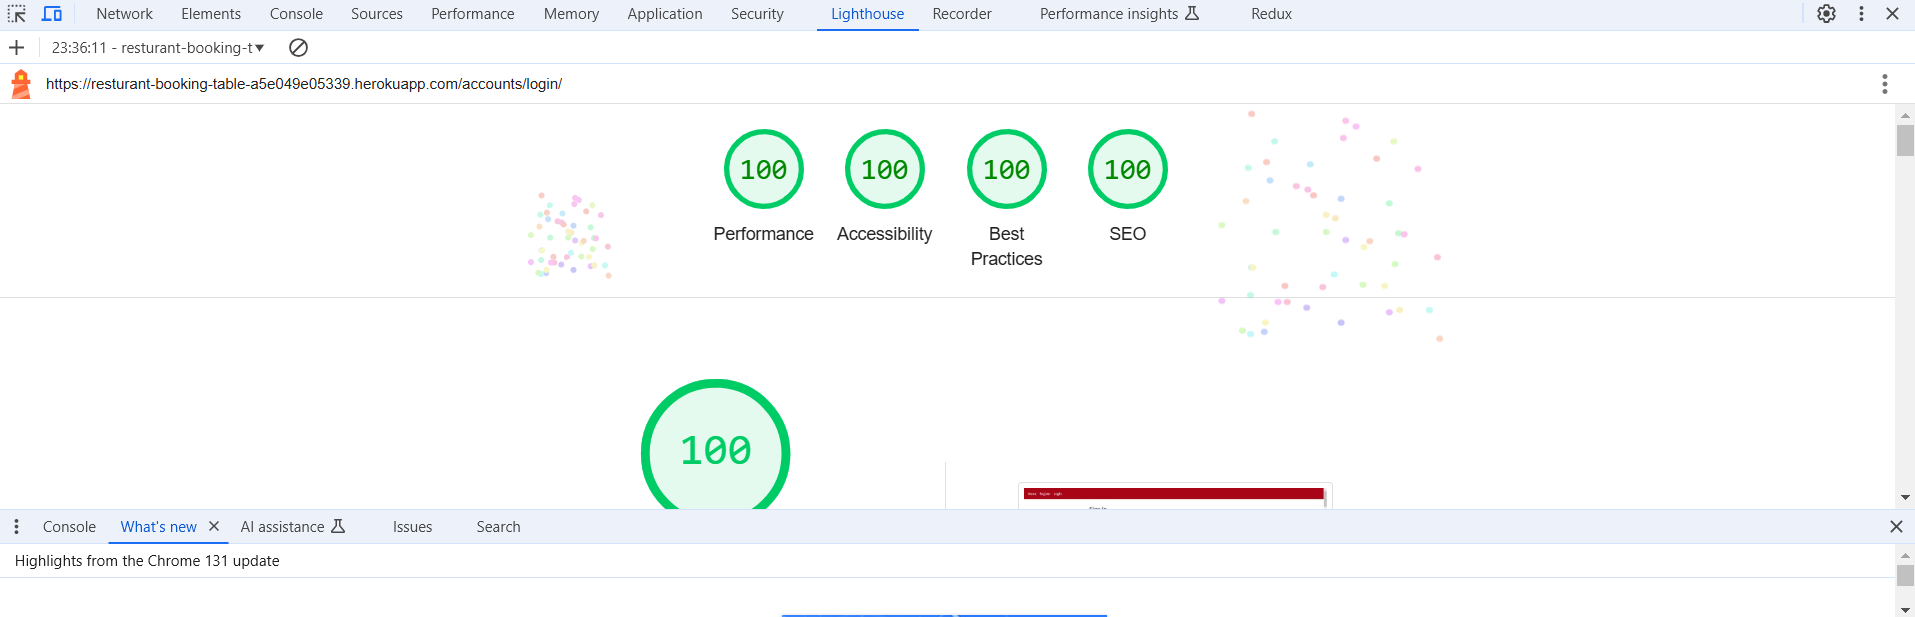 Network Elements Console Sources Performance Memory Application Security Lighthouse Recorder Performance insights Redux
23:36:11 - resturant-booking-t
https://resturant-booking-table-a5e049e05339.herokuapp.com/accounts/login/
100 100 100 100
Performance Accessibility Best Practices SEO
100
Console What's new AI assistance Issues Search
Highlights from the Chrome 131 update